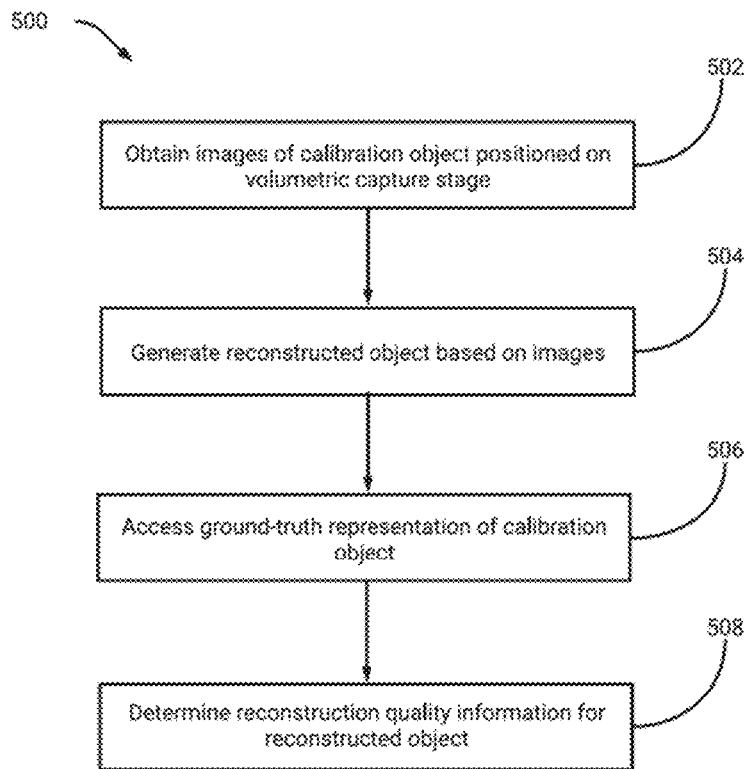 500
502
Obtain images of calibration object positioned on
volumetric capture stage
504
Generate reconstructed object based on images
506
Access ground-truth representation of calibration
object
508
Determine reconstruction quality information for
reconstructed object